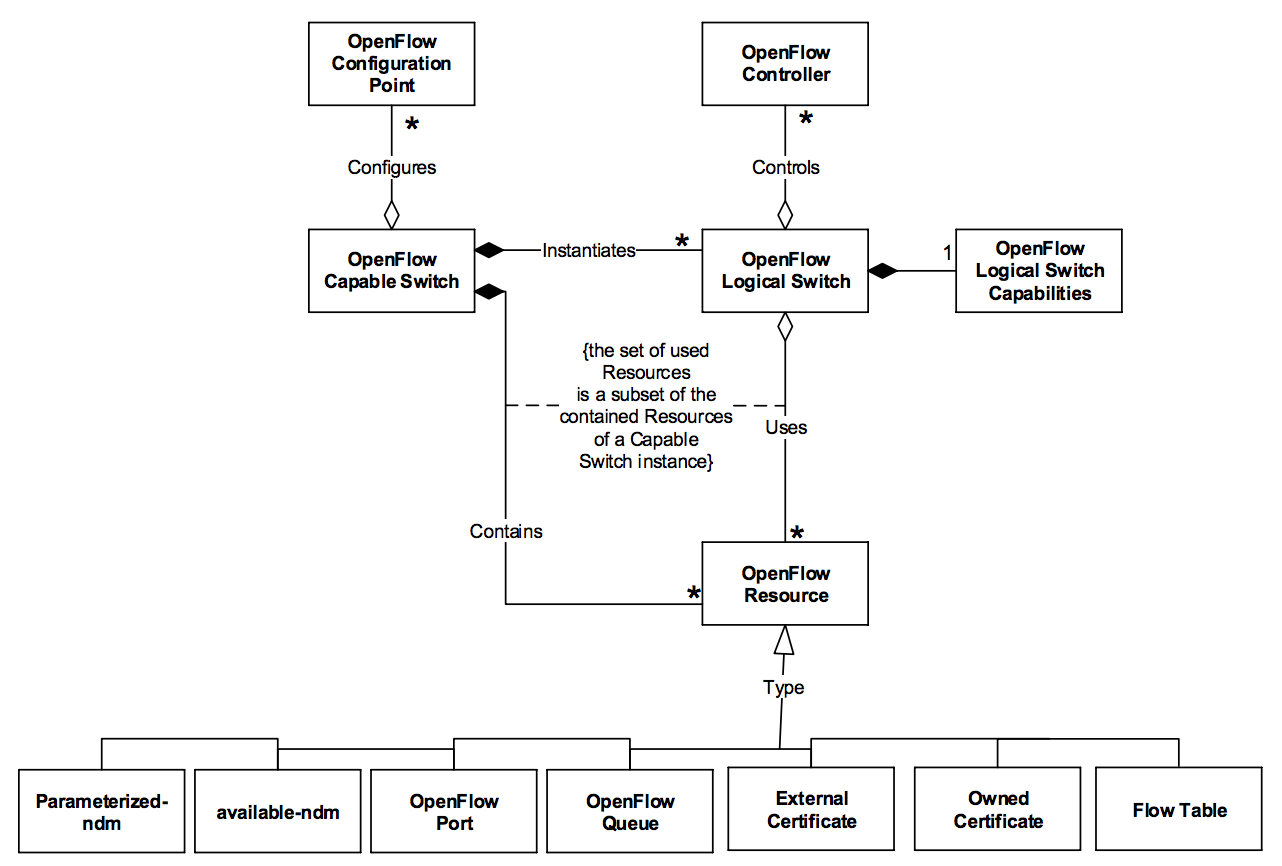 OpenFlow
Configuration
Point
OpenFlow
Controller
*
*
Configures
Controls
OpenFlow
Capable Switch
Instantiates
*
OpenFlow
Logical Switch
1
OpenFlow
Logical Switch
Capabilities
{the set of used
Resources
is a subset of the
contained Resources
of a Capable
Switch instance}
Uses
Contains
*
*
OpenFlow
Resource
Type
Parameterized-
ndm
available-ndm
OpenFlow
Port
OpenFlow
Queue
External
Certificate
Owned
Certificate
Flow Table